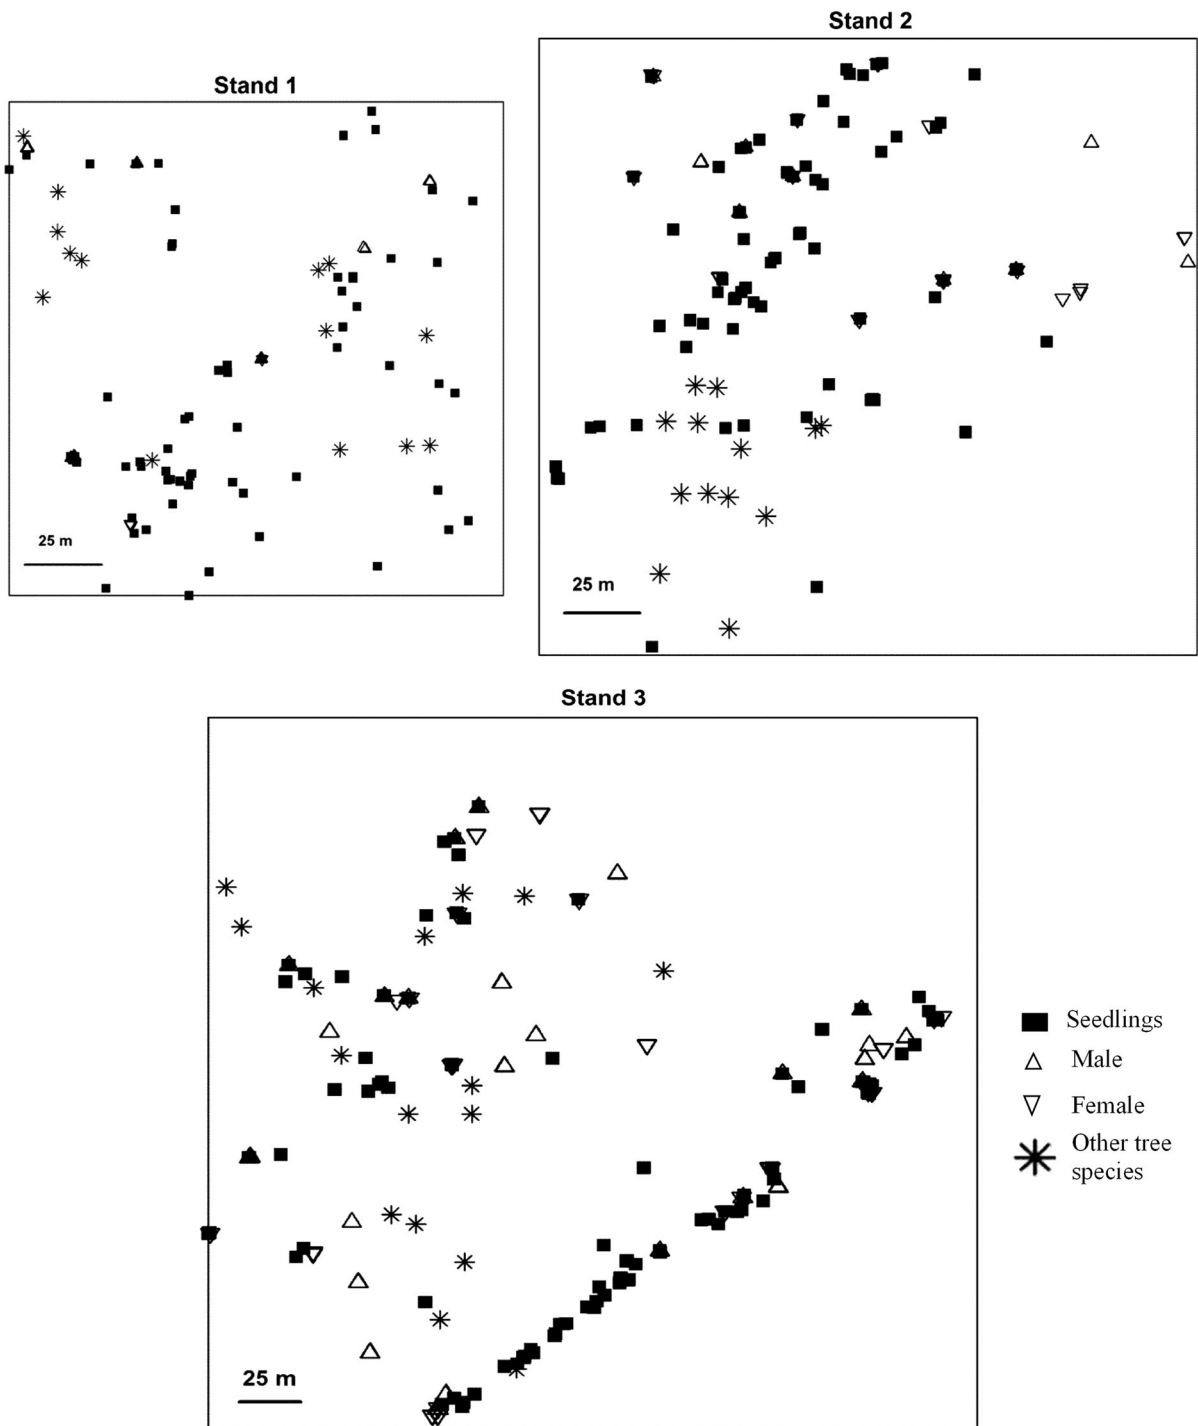 Stand 1
25 m
Stand 2
25 m
Stand 3
25 m
Seedlings
Male
Female
Other tree
species